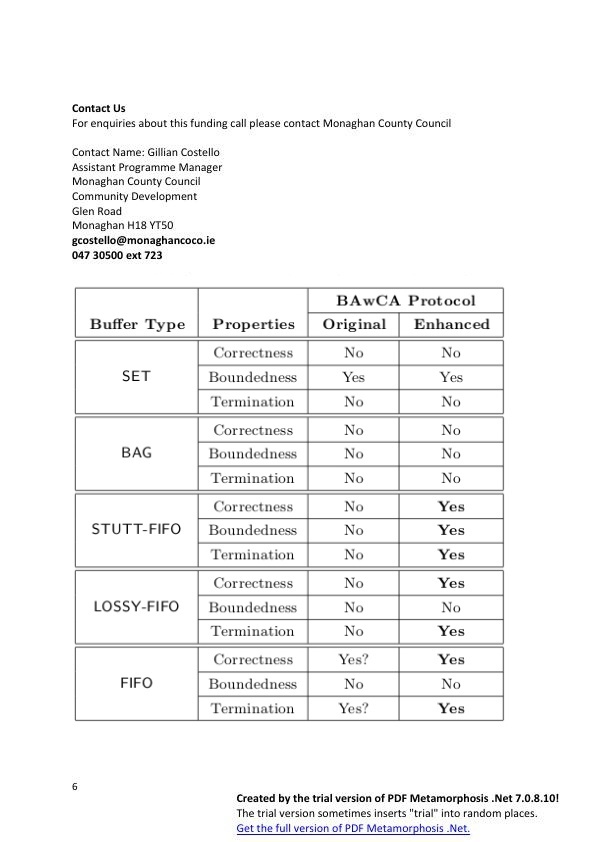 Contact Us
For enquiries about this funding call please contact Monaghan County Council
Contact Name: Gillian Costello
Assistant Programme Manager
Monaghan County Council
Community Development
Glen Road
Monaghan H18 YT50
gcostello@monaghancoco.ie
047 30500 ext 723
BAwCA Protocol
Buffer Type Properties Original Enhanced
Correctness No No
SET Boundedness Yes Yes
Termination No No
Correctness No No
BAG Boundedness No No
Termination No No
Correctness No Yes
STUTT-FIFO Boundedness No Yes
Termination No Yes
Correctness No Yes
LOSSY-FIFO Boundedness No No
Termination No Yes
Correctness Yes? Yes
FIFO Boundedness No No
Termination Yes? Yes
6
Created by the trial version of PDF Metamorphosis .Net 7.0.8.10!
The trial version sometimes inserts "trial" into random places.
Get the full version of PDF Metamorphosis .Net.